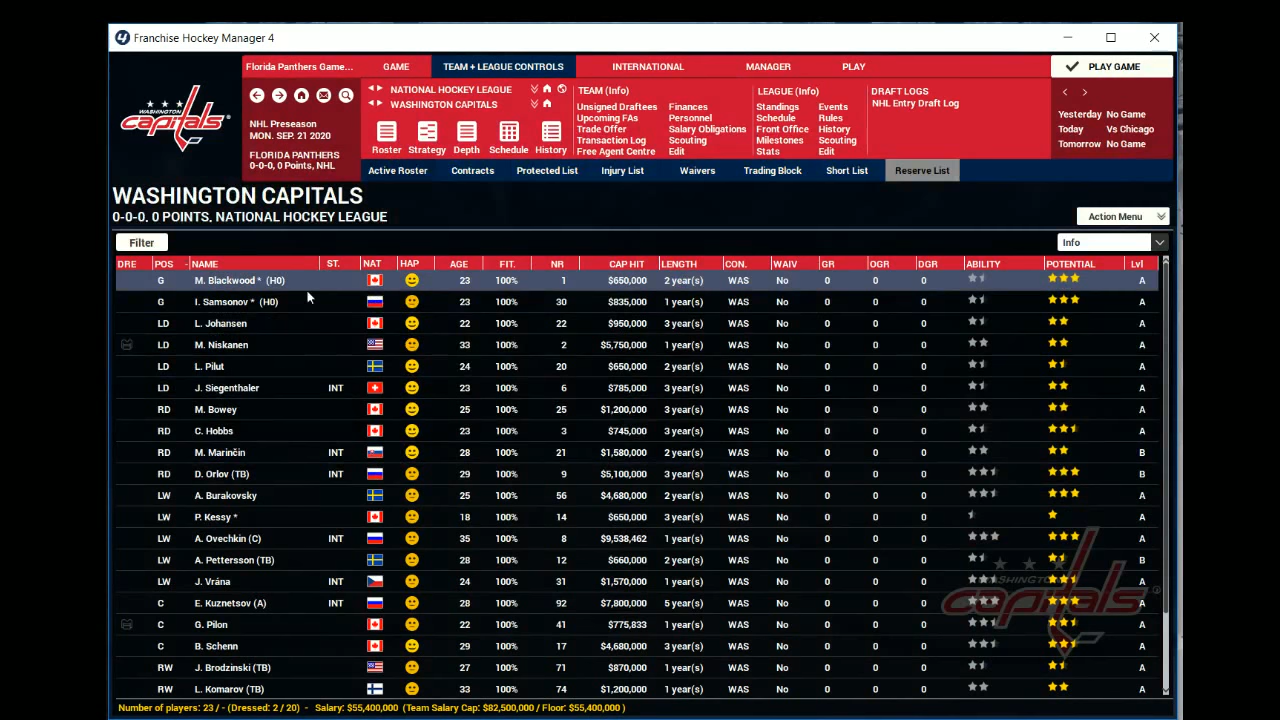 Franchise Hockey Manager 4
Florida Panthers Game... GAME TEAM + LEAGUE CONTROLS INTERNATIONAL MANAGER PLAY PLAY GAME
NHL Preseason
MON. SEP. 21 2020
FLORIDA PANTHERS
0-0-0, 0 Points, NHL
NATIONAL HOCKEY LEAGUE
WASHINGTON CAPITALS
Roster Strategy Depth Schedule History
TEAM (Info)
Unsigned Draftees Finances
Upcoming FAs Personnel
Trade Offer Salary Obligations
Transaction Log Scouting
Free Agent Centre Edit
LEAGUE (Info)
Standings Events
Schedule Rules
Front Office History
Milestones Scouting
Stats Edit
DRAFT LOGS
NHL Entry Draft Log
Yesterday No Game
Today Vs Chicago
Tomorrow No Game
capitals
Active Roster Contracts Protected List Injury List Waivers Trading Block Short List Reserve List
WASHINGTON CAPITALS
0-0-0, 0 POINTS, NATIONAL HOCKEY LEAGUE
Action Menu
Filter Info
DRE POS NAME ST. NAT HAP AGE FIT. NR CAP HIT LENGTH CON. WAIV GR OGR DGR ABILITY POTENTIAL Lvl
G M. Blackwood * (H0) 23 100% 1 $650,000 2 year(s) WAS No 0 0 0 A
G I. Samsonov * (H0) 23 100% 30 $835,000 1 year(s) WAS No 0 0 0 A
LD L. Johansen 22 100% 22 $950,000 3 year(s) WAS No 0 0 0 A
LD M. Niskanen 33 100% 2 $5,750,000 1 year(s) WAS No 0 0 0 A
LD L. Pilut 24 100% 20 $650,000 2 year(s) WAS No 0 0 0 A
LD J. Siegenthaler INT 23 100% 6 $785,000 3 year(s) WAS No 0 0 0 A
RD M. Bowey 25 100% 25 $1,200,000 3 year(s) WAS No 0 0 0 A
RD C. Hobbs 23 100% 3 $745,000 3 year(s) WAS No 0 0 0 A
RD M. Marinčin INT 28 100% 21 $1,580,000 2 year(s) WAS No 0 0 0 B
RD D. Orlov (TB) INT 29 100% 9 $5,100,000 3 year(s) WAS No 0 0 0 B
LW A. Burakovsky 25 100% 56 $4,680,000 2 year(s) WAS No 0 0 0 A
LW P. Kessy * 18 100% 14 $650,000 3 year(s) WAS No 0 0 0 A
LW A. Ovechkin (C) INT 35 100% 8 $9,538,462 1 year(s) WAS No 0 0 0 A
LW A. Pettersson (TB) 28 100% 12 $660,000 2 year(s) WAS No 0 0 0 B
LW J. Vrána INT 24 100% 31 $1,570,000 1 year(s) WAS No 0 0 0 A
C E. Kuznetsov (A) INT 28 100% 92 $7,800,000 5 year(s) WAS No 0 0 0 A
C G. Pilon 22 100% 41 $775,833 1 year(s) WAS No 0 0 0 A
C B. Schenn 29 100% 17 $4,680,000 3 year(s) WAS No 0 0 0 A
RW J. Brodzinski (TB) 27 100% 71 $870,000 1 year(s) WAS No 0 0 0 A
RW L. Komarov (TB) 33 100% 74 $1,200,000 1 year(s) WAS No 0 0 0 A
WASHINGTON
capitals
Number of players: 23 / - (Dressed: 2 / 20) - Salary: $55,400,000 (Team Salary Cap: $82,500,000 / Floor: $55,400,000 )